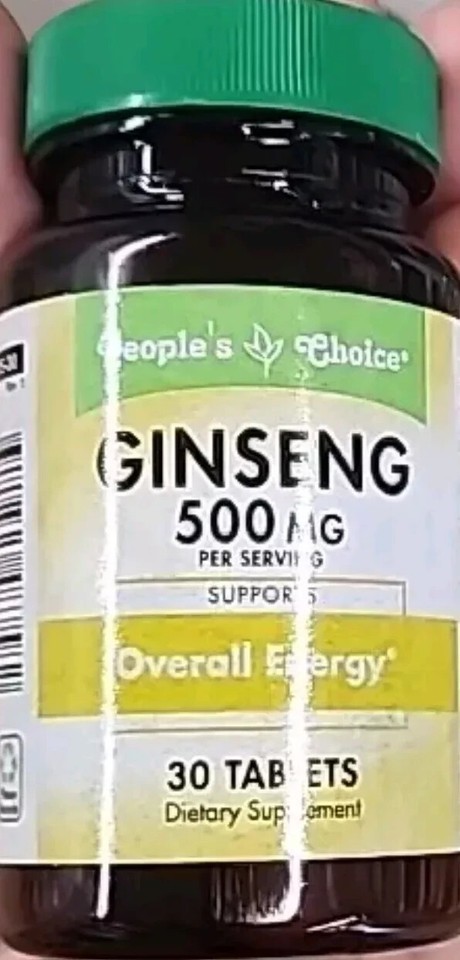 People's Choice®
GINSENG
500 MG
PER SERVING
SUPPORTS
Overall Energy*
30 TABLETS
Dietary Supplement